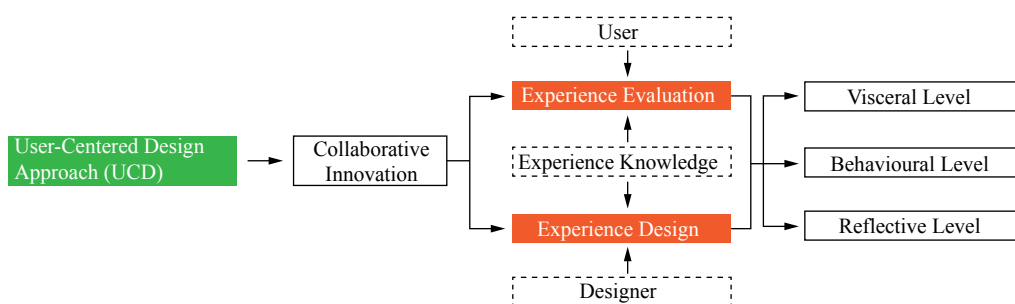 User
Experience Evaluation
Visceral Level
User-Centered Design
Approach (UCD)
Collaborative
Innovation
Experience Knowledge
Behavioural Level
Experience Design
Reflective Level
Designer